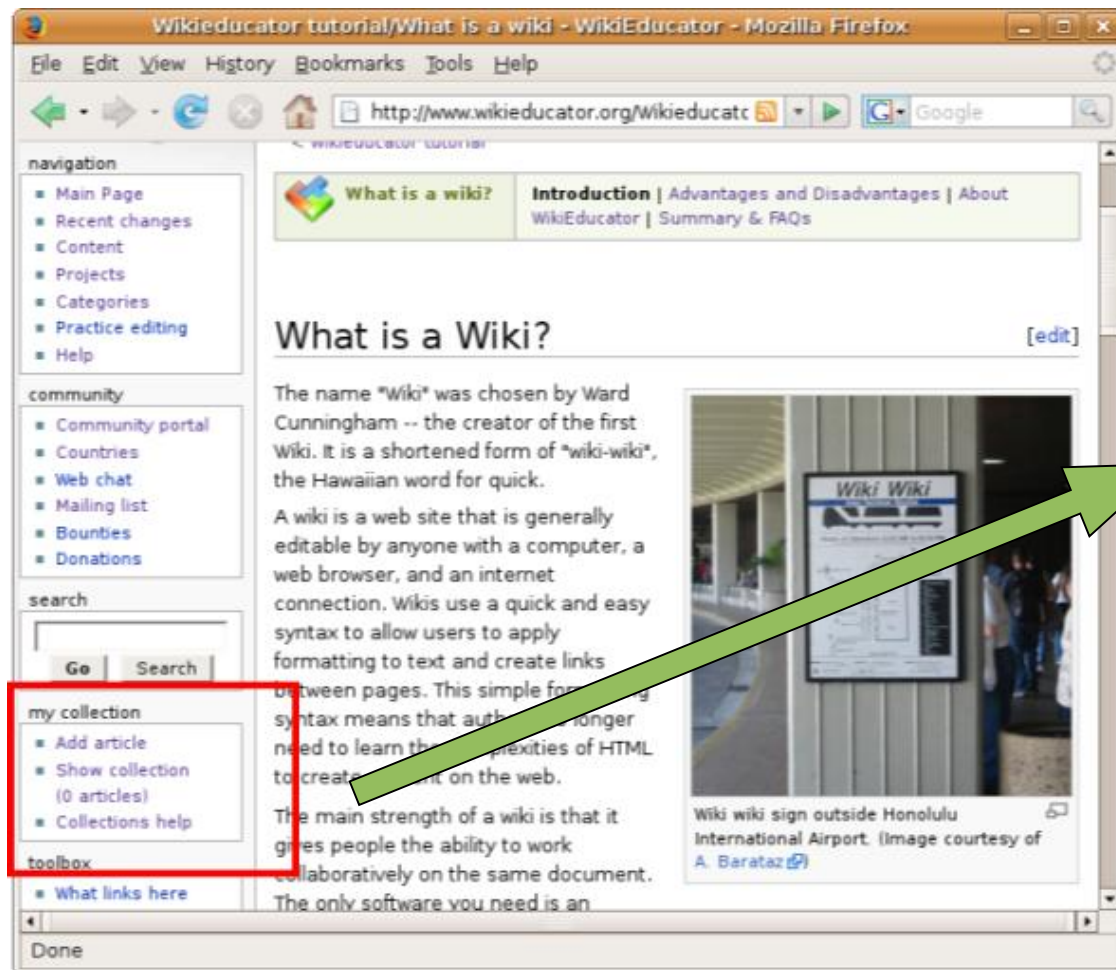 Wikieducator tutorial/What is a wiki - WikiEducator - Mozilla Firefox
File Edit View History Bookmarks Tools Help
http://www.wikieducator.org/Wikieducatc
Google
< Wikieducator tutorial
navigation
Main Page
Recent changes
Content
Projects
Categories
Practice editing
Help
community
Community portal
Countries
Web chat
Mailing list
Bounties
Donations
search
Go Search
my collection
Add article
Show collection
(0 articles)
Collections help
toolbox
What links here
What is a wiki?
Introduction | Advantages and Disadvantages | About
WikiEducator | Summary & FAQs
What is a Wiki?
[edit]
The name "Wiki" was chosen by Ward
Cunningham -- the creator of the first
Wiki. It is a shortened form of "wiki-wiki",
the Hawaiian word for quick.
A wiki is a web site that is generally
editable by anyone with a computer, a
web browser, and an internet
connection. Wikis use a quick and easy
syntax to allow users to apply
formatting to text and create links
between pages. This simple
syntax means that longer
need to learn the HTML
to create on the web.
The main strength of a wiki is that it
gives people the ability to work
collaboratively on the same document.
The only software you need is an
Wiki Wiki
Wiki wiki sign outside Honolulu
International Airport. (Image courtesy of
A. Barataz)
Done